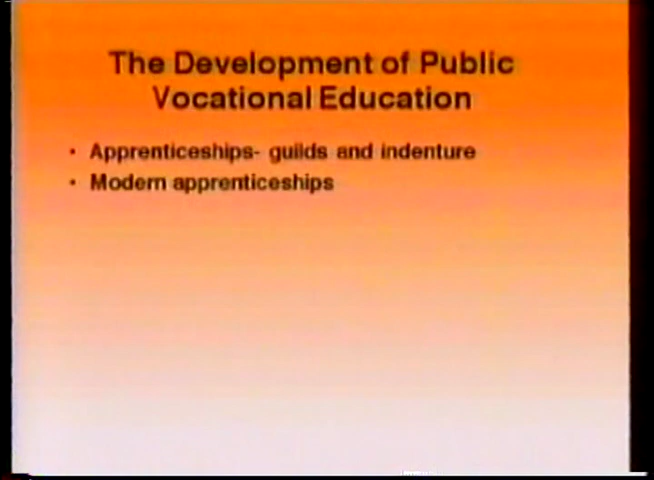 The Development of Public
Vocational Education
• Apprenticeships- guilds and indenture
• Modern apprenticeships